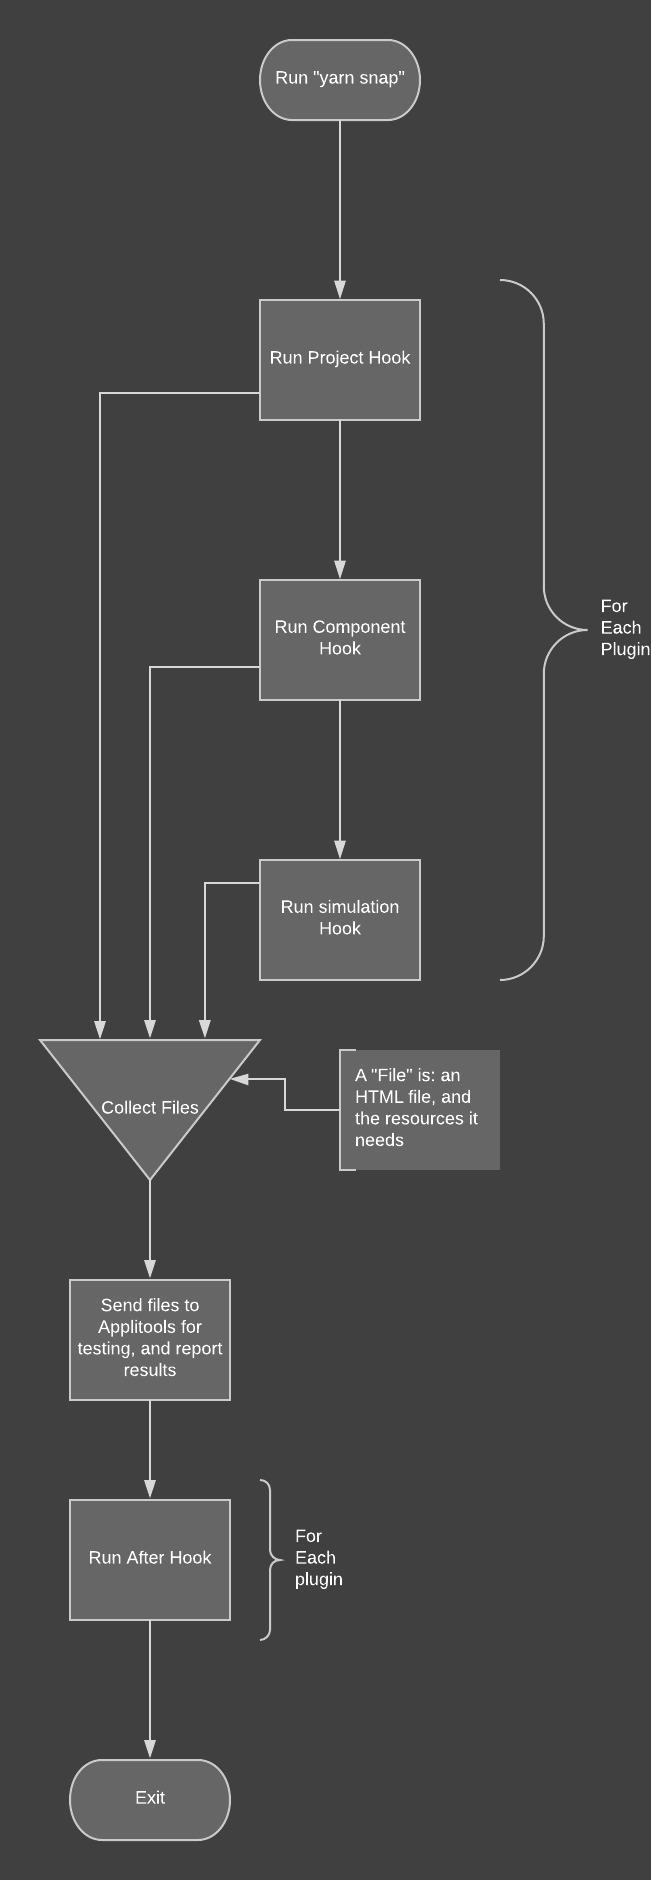 Run "yarn snap"
Run Project Hook
Run Component
Hook
For
Each
Plugin
Run simulation
Hook
Collect Files
A "File" is: an
HTML file, and
the resources it
needs
Send files to
Applitools for
testing, and report
results
Run After Hook
For
Each
plugin
Exit